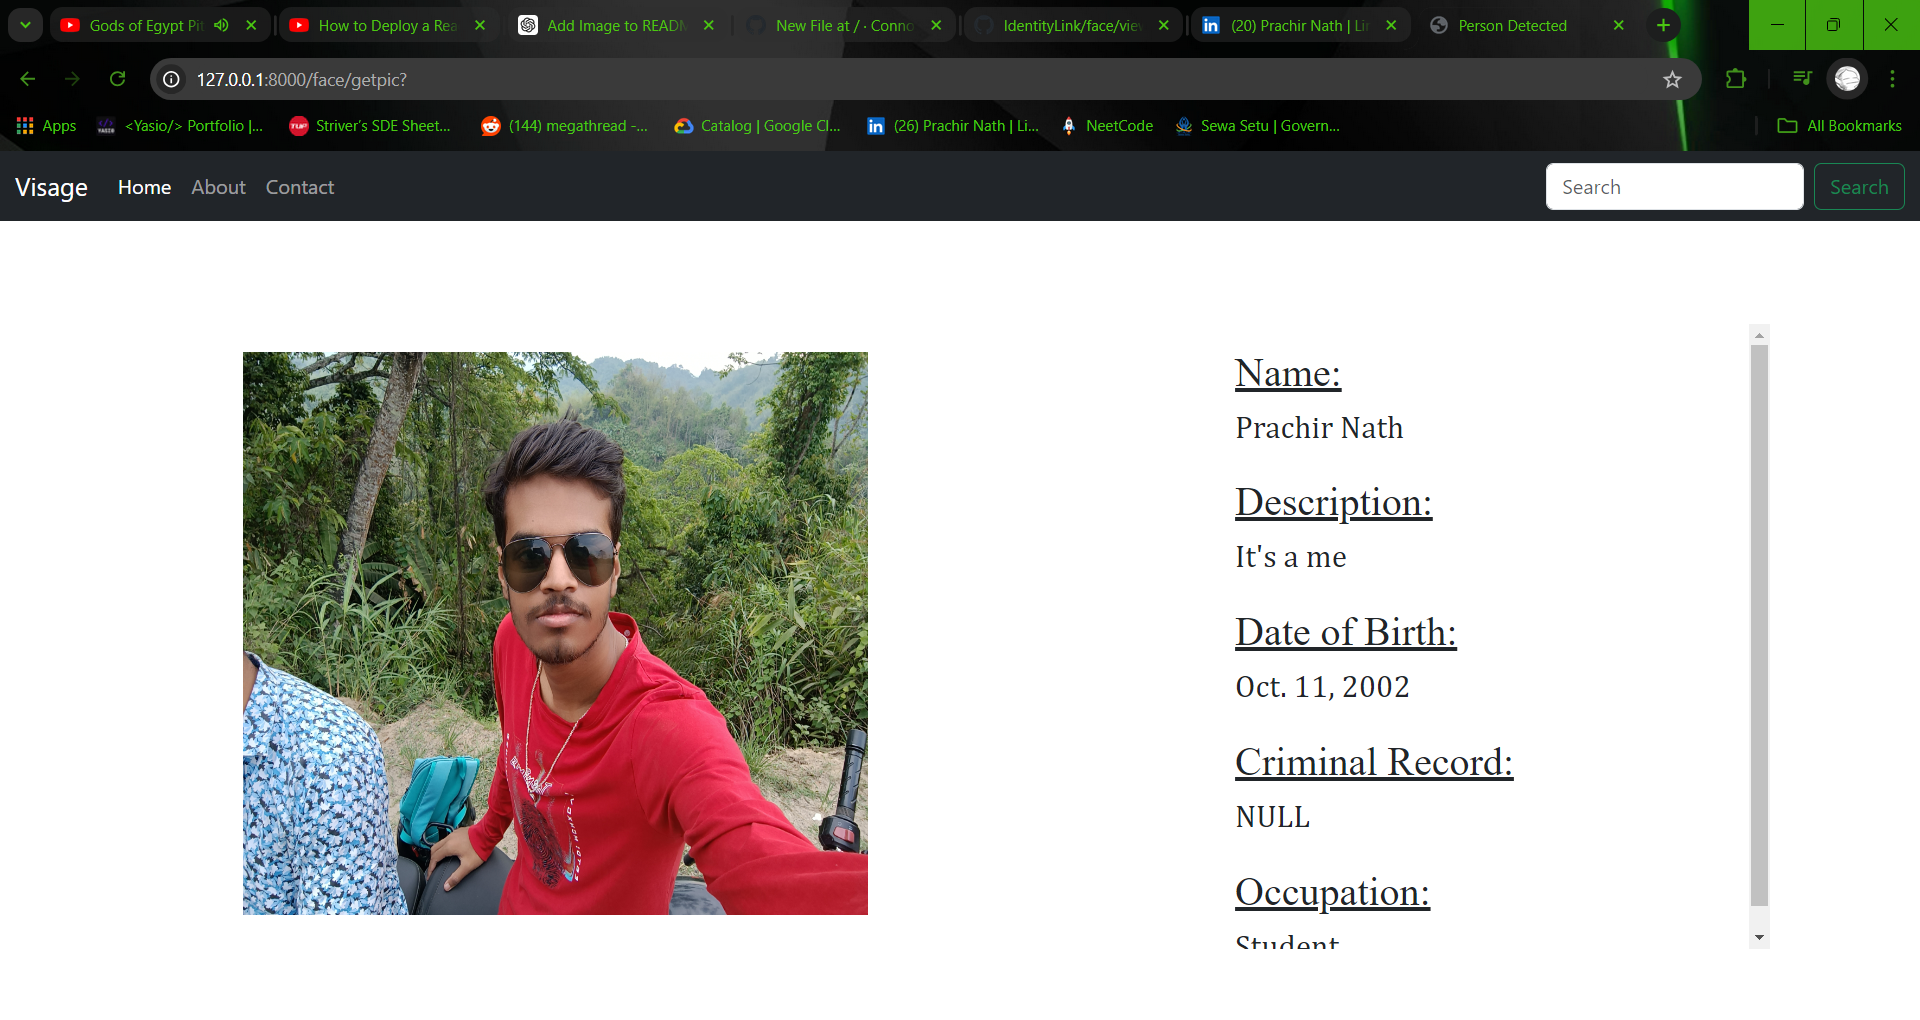 Gods of Egypt Pit
How to Deploy a Rea
Add Image to READM
New File at / · Conno
IdentityLink/face/view
(20) Prachir Nath | Lin
Person Detected
127.0.0.1:8000/face/getpic?
Apps
<Yasio/> Portfolio |...
Striver's SDE Sheet...
(144) megathread -...
Catalog | Google Cl...
(26) Prachir Nath | Li...
NeetCode
Sewa Setu | Govern...
All Bookmarks
Visage
Home
About
Contact
Search
Search
Name:
Prachir Nath
Description:
It's a me
Date of Birth:
Oct. 11, 2002
Criminal Record:
NULL
Occupation:
Student